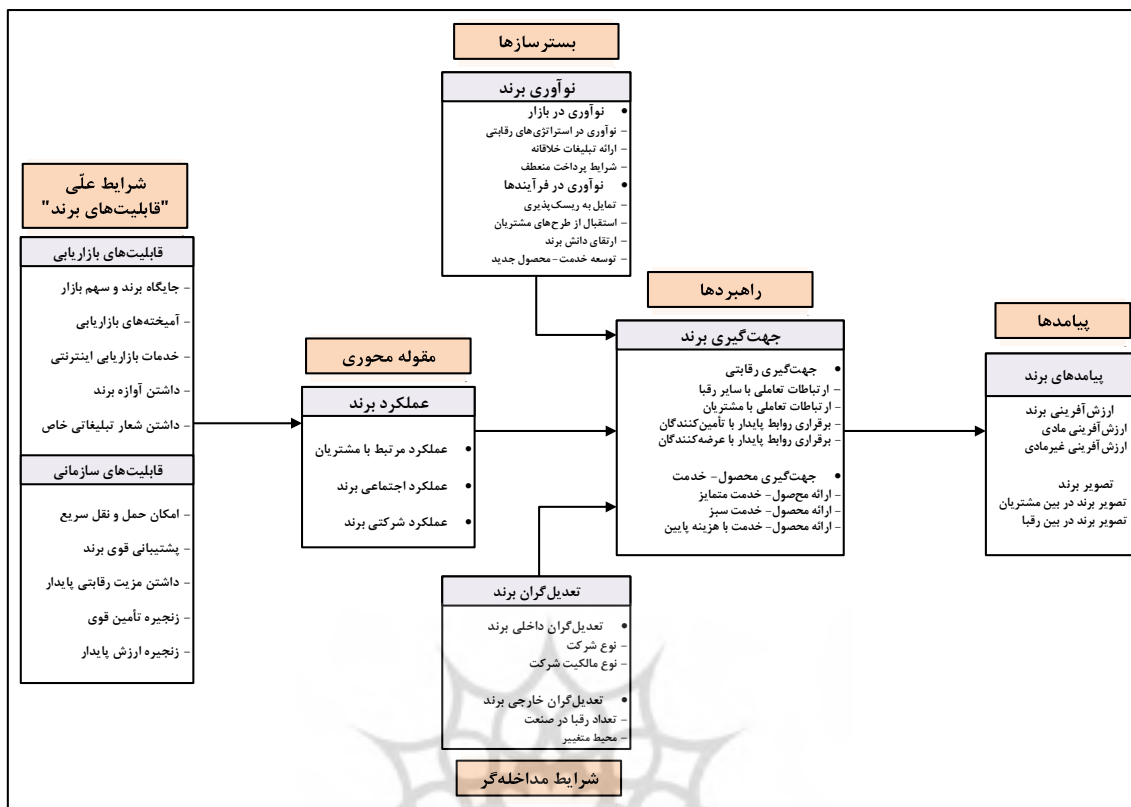 بسترسازها
نوآوری برند
• نوآوری در بازار
- نوآوری در استراتژی‌های رقابتی
- ارائه تبلیغات خلاقانه
- شرایط پرداخت منعطف
• نوآوری در فرآیندها
- تمایل به ریسک‌پذیری
- استقبال از طرح‌های مشتریان
- ارتقای دانش برند
- توسعه خدمت-محصول جدید
شرایط علّی
"قابلیت‌های برند"
قابلیت‌های بازاریابی
- جایگاه برند و سهم بازار
- آمیخته‌های بازاریابی
- خدمات بازاریابی اینترنتی
- داشتن آوازه برند
- داشتن شعار تبلیغاتی خاص
قابلیت‌های سازمانی
- امکان حمل و نقل سریع
- پشتیبانی قوی برند
- داشتن مزیت رقابتی پایدار
- زنجیره تأمین قوی
- زنجیره ارزش پایدار
مقوله محوری
عملکرد برند
• عملکرد مرتبط با مشتریان
• عملکرد اجتماعی برند
• عملکرد شرکتی برند
راهبردها
جهت‌گیری برند
• جهت‌گیری رقابتی
- ارتباطات تعاملی با سایر رقبا
- ارتباطات تعاملی با مشتریان
- برقراری روابط پایدار با تأمین‌کنندگان
- برقراری روابط پایدار با عرضه‌کنندگان
• جهت‌گیری محصول- خدمت
- ارائه محصول- خدمت متمایز
- ارائه محصول- خدمت سبز
- ارائه محصول- خدمت با هزینه پایین
پیامدها
پیامدهای برند
ارزش‌آفرینی برند
ارزش‌آفرینی مادی
ارزش‌آفرینی غیرمادی
تصویر برند
تصویر برند در بین مشتریان
تصویر برند در بین رقبا
تعدیل‌گران برند
• تعدیل‌گران داخلی برند
- نوع شرکت
- نوع مالکیت شرکت
• تعدیل‌گران خارجی برند
- تعداد رقبا در صنعت
- محیط متغییر
شرایط مداخله‌گر